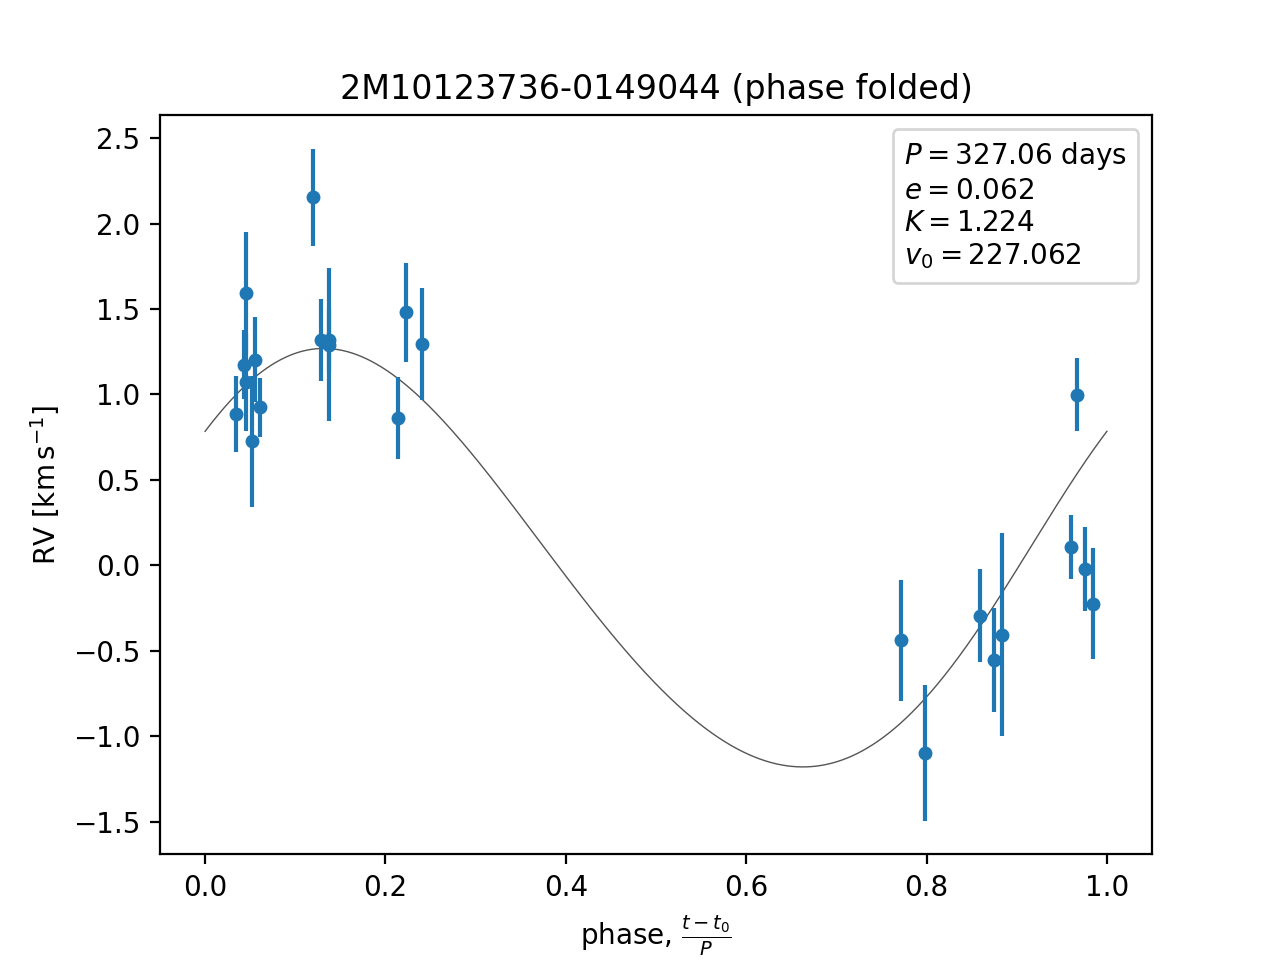 2M10123736-0149044 (phase folded)
P = 327.06 days
e = 0.062
K = 1.224
v₀ = 227.062
RV [km s⁻¹]
2.5
2.0
1.5
1.0
0.5
0.0
−0.5
−1.0
−1.5
0.0 0.2 0.4 0.6 0.8 1.0
phase, (t − t₀)/P